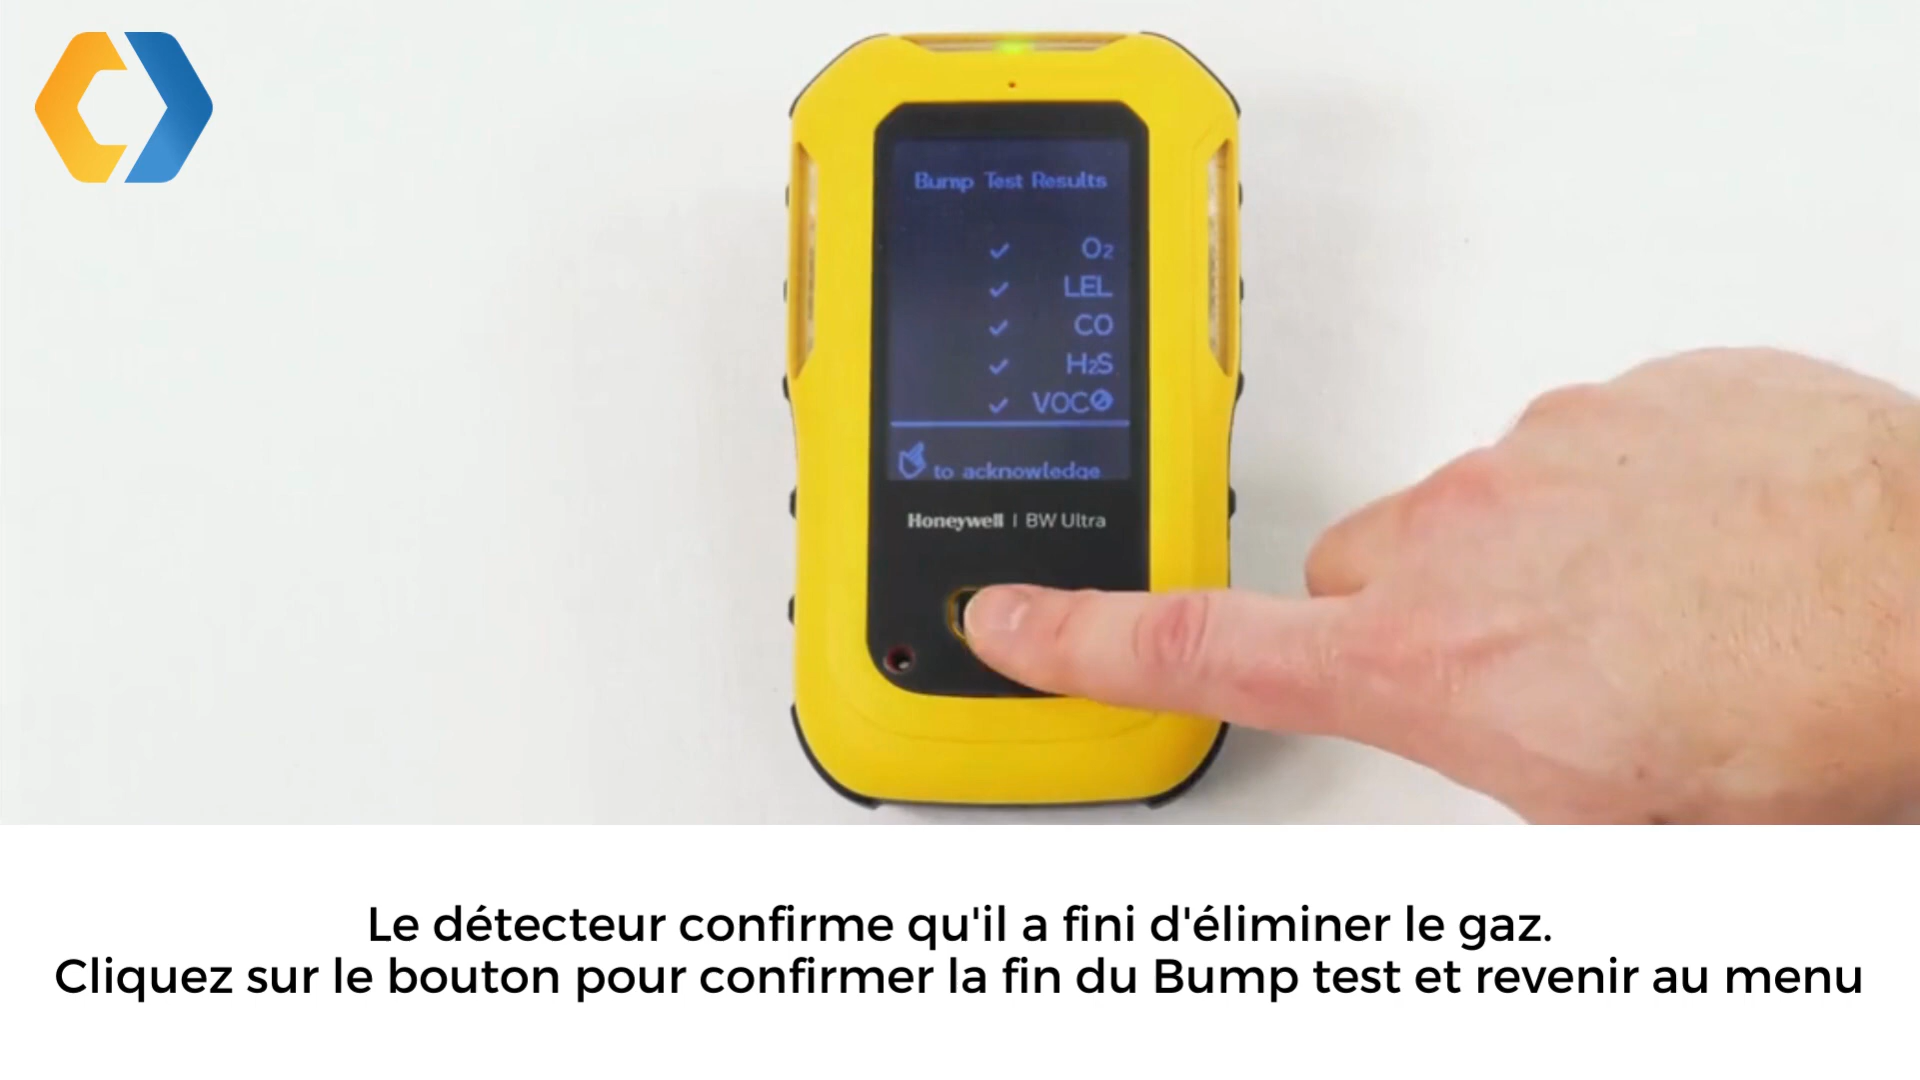 Bump Test Results
✓ O₂
✓ LEL
✓ CO
✓ H₂S
✓ VOC
to acknowledge
Honeywell | BW Ultra
Le détecteur confirme qu'il a fini d'éliminer le gaz.
Cliquez sur le bouton pour confirmer la fin du Bump test et revenir au menu